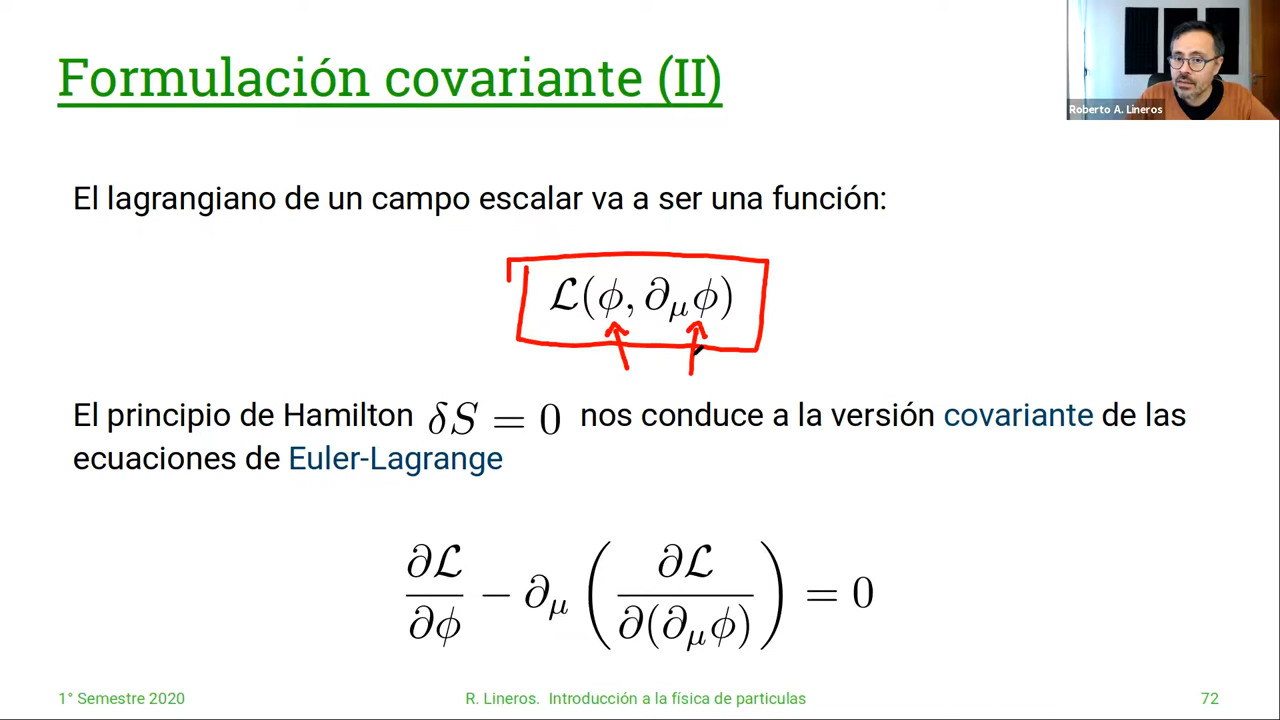 Formulación covariante (II)
Roberto A. Lineros
El lagrangiano de un campo escalar va a ser una función:
ℒ(ϕ, ∂_μϕ)
El principio de Hamilton δS = 0 nos conduce a la versión covariante de las
ecuaciones de Euler-Lagrange
∂ℒ/∂ϕ − ∂_μ (∂ℒ/∂(∂_μϕ)) = 0
1° Semestre 2020
R. Lineros. Introducción a la física de particulas
72